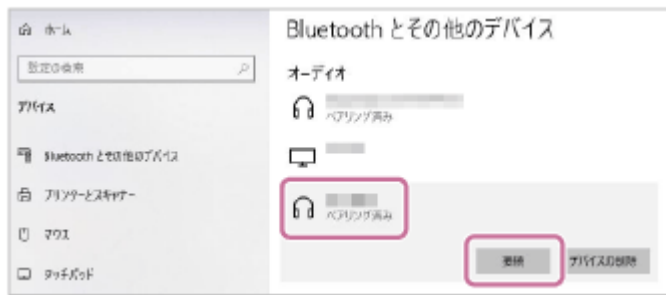 ホーム
設定の検索
デバイス
Bluetooth とその他のデバイス
プリンターとスキャナー
マウス
タッチパッド
Bluetooth とその他のデバイス
オーディオ
ペアリング済み
ペアリング済み
接続
デバイスの削除